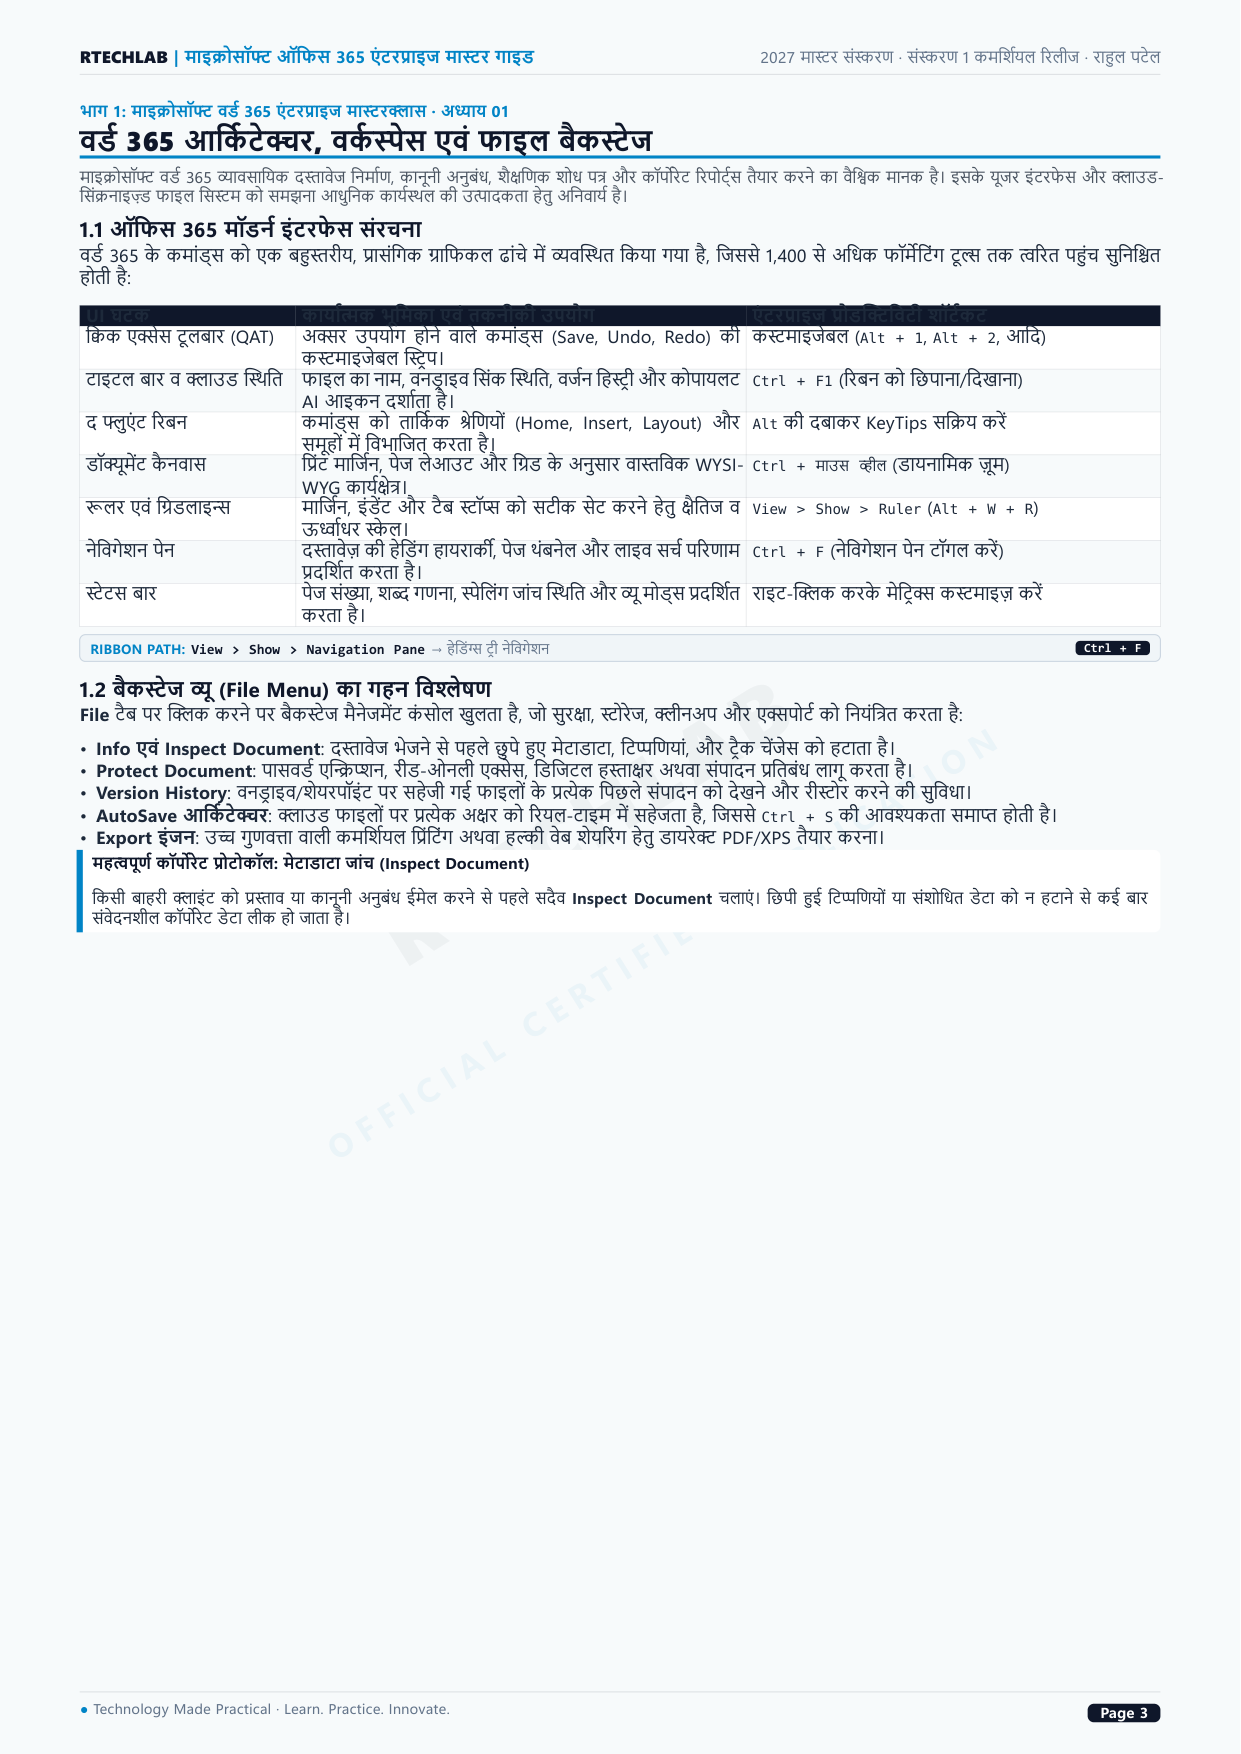 RTECHLAB | माइक्रोसॉफ्ट ऑफिस 365 एंटरप्राइज मास्टर गाइड
2027 मास्टर संस्करण · संस्करण 1 कमर्शियल रिलीज · राहुल पटेल
भाग 1: माइक्रोसॉफ्ट वर्ड 365 एंटरप्राइज मास्टरक्लास · अध्याय 01
वर्ड 365 आर्किटेक्चर, वर्कस्पेस एवं फाइल बैकस्टेज
माइक्रोसॉफ्ट वर्ड 365 व्यावसायिक दस्तावेज निर्माण, कानूनी अनुबंध, शैक्षणिक शोध पत्र और कॉर्पोरेट रिपोर्ट्स तैयार करने का वैश्विक मानक है। इसके यूजर इंटरफेस और क्लाउड-
सिंक्रनाइज़्ड फाइल सिस्टम को समझना आधुनिक कार्यस्थल की उत्पादकता हेतु अनिवार्य है।
1.1 ऑफिस 365 मॉडर्न इंटरफेस संरचना
वर्ड 365 के कमांड्स को एक बहुस्तरीय, प्रासंगिक ग्राफिकल ढांचे में व्यवस्थित किया गया है, जिससे 1,400 से अधिक फॉर्मेटिंग टूल्स तक त्वरित पहुंच सुनिश्चित
होती है:
UI घटक कार्यात्मक भूमिका एवं तकनीकी उपयोग एंटरप्राइज प्रोडक्टिविटी शॉर्टकट
क्विक एक्सेस टूलबार (QAT) अक्सर उपयोग होने वाले कमांड्स (Save, Undo, Redo) की कस्टमाइजेबल (Alt + 1, Alt + 2, आदि)
कस्टमाइजेबल स्ट्रिप।
टाइटल बार व क्लाउड स्थिति फाइल का नाम, वनड्राइव सिंक स्थिति, वर्जन हिस्ट्री और कोपायलट Ctrl + F1 (रिबन को छिपाना/दिखाना)
AI आइकन दर्शाता है।
द फ्लुएंट रिबन कमांड्स को तार्किक श्रेणियों (Home, Insert, Layout) और Alt की दबाकर KeyTips सक्रिय करें
समूहों में विभाजित करता है।
डॉक्यूमेंट कैनवास प्रिंट मार्जिन, पेज लेआउट और ग्रिड के अनुसार वास्तविक WYSI- Ctrl + माउस व्हील (डायनामिक ज़ूम)
WYG कार्यक्षेत्र।
रूलर एवं ग्रिडलाइन्स मार्जिन, इंडेंट और टैब स्टॉप्स को सटीक सेट करने हेतु क्षैतिज व View > Show > Ruler (Alt + W + R)
ऊर्ध्वाधर स्केल।
नेविगेशन पेन दस्तावेज़ की हेडिंग हायरार्की, पेज थंबनेल और लाइव सर्च परिणाम Ctrl + F (नेविगेशन पेन टॉगल करें)
प्रदर्शित करता है।
स्टेटस बार पेज संख्या, शब्द गणना, स्पेलिंग जांच स्थिति और व्यू मोड्स प्रदर्शित राइट-क्लिक करके मेट्रिक्स कस्टमाइज़ करें
करता है।
RIBBON PATH: View > Show > Navigation Pane → हेडिंग्स ट्री नेविगेशन Ctrl + F
1.2 बैकस्टेज व्यू (File Menu) का गहन विश्लेषण
File टैब पर क्लिक करने पर बैकस्टेज मैनेजमेंट कंसोल खुलता है, जो सुरक्षा, स्टोरेज, क्लीनअप और एक्सपोर्ट को नियंत्रित करता है:
• Info एवं Inspect Document: दस्तावेज भेजने से पहले छुपे हुए मेटाडाटा, टिप्पणियां, और ट्रैक चेंजेस को हटाता है।
• Protect Document: पासवर्ड एन्क्रिप्शन, रीड-ओनली एक्सेस, डिजिटल हस्ताक्षर अथवा संपादन प्रतिबंध लागू करता है।
• Version History: वनड्राइव/शेयरपॉइंट पर सहेजी गई फाइलों के प्रत्येक पिछले संपादन को देखने और रीस्टोर करने की सुविधा।
• AutoSave आर्किटेक्चर: क्लाउड फाइलों पर प्रत्येक अक्षर को रियल-टाइम में सहेजता है, जिससे Ctrl + S की आवश्यकता समाप्त होती है।
• Export इंजन: उच्च गुणवत्ता वाली कमर्शियल प्रिंटिंग अथवा हल्की वेब शेयरिंग हेतु डायरेक्ट PDF/XPS तैयार करना।
महत्वपूर्ण कॉर्पोरेट प्रोटोकॉल: मेटाडाटा जांच (Inspect Document)
किसी बाहरी क्लाइंट को प्रस्ताव या कानूनी अनुबंध ईमेल करने से पहले सदैव Inspect Document चलाएं। छिपी हुई टिप्पणियों या संशोधित डेटा को न हटाने से कई बार
संवेदनशील कॉर्पोरेट डेटा लीक हो जाता है।
OFFICIAL CERTIFIE
● Technology Made Practical · Learn. Practice. Innovate.
Page 3